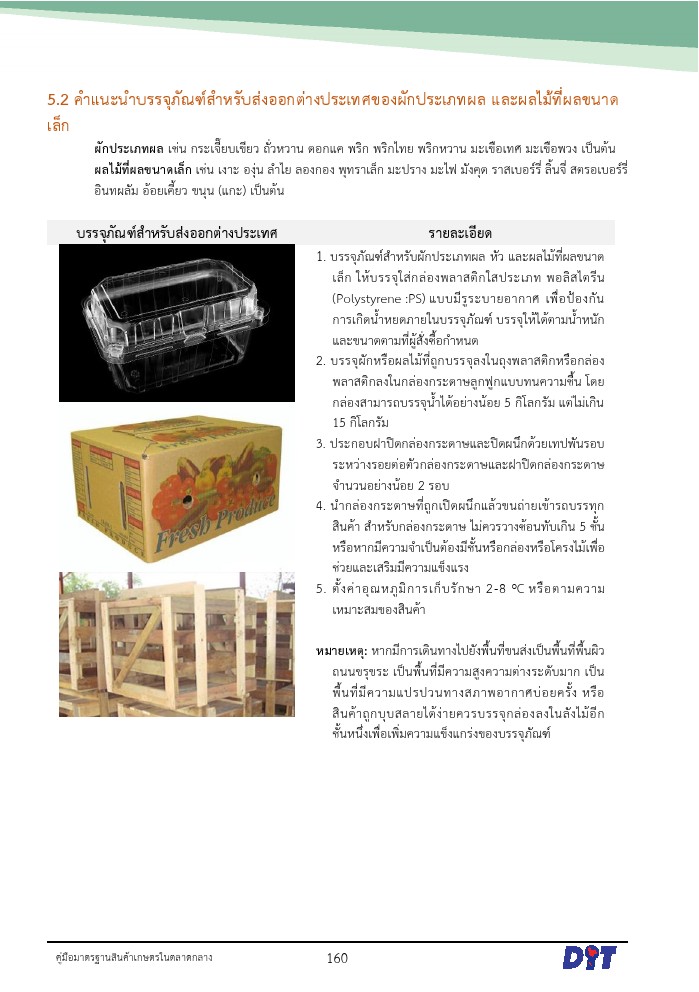 5.2 คำแนะนำบรรจุภัณฑ์สำหรับส่งออกต่างประเทศของผักประเภทผล และผลไม้ที่ผลขนาด
เล็ก
ผักประเภทผล เช่น กระเจี๊ยบเขียว ถั่วหวาน ดอกแค พริก พริกไทย พริกหวาน มะเขือเทศ มะเขือพวง เป็นต้น
ผลไม้ที่ผลขนาดเล็ก เช่น เงาะ องุ่น ลำไย ลองกอง พุทราเล็ก มะปราง มะไฟ มังคุด ราสเบอร์รี่ ลิ้นจี่ สตรอเบอร์รี่
อินทผลัม อ้อยเคี้ยว ขนุน (แกะ) เป็นต้น
บรรจุภัณฑ์สำหรับส่งออกต่างประเทศ รายละเอียด
1. บรรจุภัณฑ์สำหรับผักประเภทผล หัว และผลไม้ที่ผลขนาด
เล็ก ให้บรรจุใส่กล่องพลาสติกใสประเภท พอลิสไตรีน
(Polystyrene :PS) แบบมีรูระบายอากาศ เพื่อป้องกัน
การเกิดน้ำหยดภายในบรรจุภัณฑ์ บรรจุให้ได้ตามน้ำหนัก
และขนาดตามที่ผู้สั่งซื้อกำหนด
2. บรรจุผักหรือผลไม้ที่ถูกบรรจุลงในถุงพลาสติกหรือกล่อง
พลาสติกลงในกล่องกระดาษลูกฟูกแบบทนความชื้น โดย
กล่องสามารถบรรจุน้ำได้อย่างน้อย 5 กิโลกรัม แต่ไม่เกิน
15 กิโลกรัม
3. ประกอบฝาปิดกล่องกระดาษและปิดผนึกด้วยเทปพันรอบ
ระหว่างรอยต่อตัวกล่องกระดาษและฝาปิดกล่องกระดาษ
จำนวนอย่างน้อย 2 รอบ
4. นำกล่องกระดาษที่ถูกเปิดผนึกแล้วขนถ่ายเข้ารถบรรทุก
สินค้า สำหรับกล่องกระดาษ ไม่ควรวางซ้อนทับเกิน 5 ชั้น
หรือหากมีความจำเป็นต้องมีชั้นหรือกล่องหรือโครงไม้เพื่อ
ช่วยและเสริมมีความแข็งแรง
5. ตั้งค่าอุณหภูมิการเก็บรักษา 2-8 ºC หรือตามความ
เหมาะสมของสินค้า
หมายเหตุ: หากมีการเดินทางไปยังพื้นที่ขนส่งเป็นพื้นที่พื้นผิว
ถนนขรุขระ เป็นพื้นที่มีความสูงความต่างระดับมาก เป็น
พื้นที่มีความแปรปวนทางสภาพอากาศบ่อยครั้ง หรือ
สินค้าถูกบุบสลายได้ง่ายควรบรรจุกล่องลงในลังไม้อีก
ชั้นหนึ่งเพื่อเพิ่มความแข็งแกร่งของบรรจุภัณฑ์
Fresh Produce
คู่มือมาตรฐานสินค้าเกษตรในตลาดกลาง 160 DIT